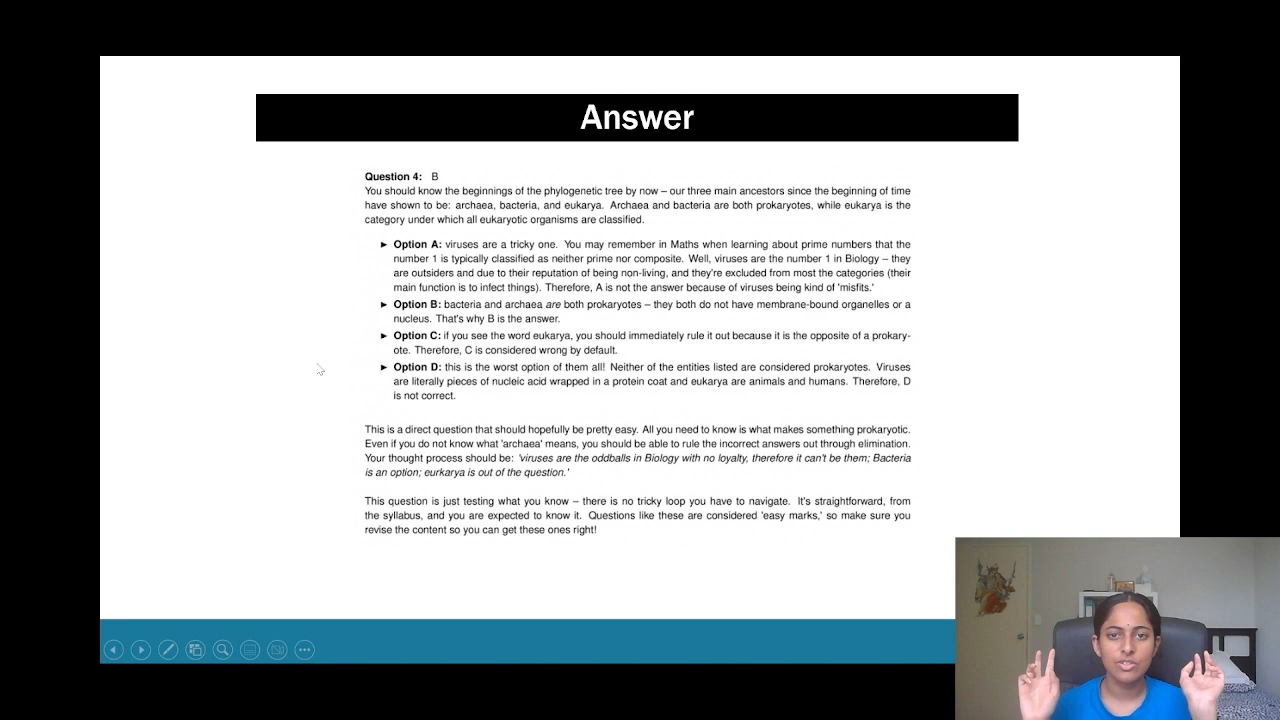 Answer
Question 4: B
You should know the beginnings of the phylogenetic tree by now – our three main ancestors since the beginning of time
have shown to be: archaea, bacteria, and eukarya. Archaea and bacteria are both prokaryotes, while eukarya is the
category under which all eukaryotic organisms are classified.
► Option A: viruses are a tricky one. You may remember in Maths when learning about prime numbers that the
number 1 is typically classified as neither prime nor composite. Well, viruses are the number 1 in Biology – they
are outsiders and due to their reputation of being non-living, and they're excluded from most the categories (their
main function is to infect things). Therefore, A is not the answer because of viruses being kind of 'misfits.'
► Option B: bacteria and archaea are both prokaryotes – they both do not have membrane-bound organelles or a
nucleus. That's why B is the answer.
► Option C: if you see the word eukarya, you should immediately rule it out because it is the opposite of a prokary-
ote. Therefore, C is considered wrong by default.
► Option D: this is the worst option of them all! Neither of the entities listed are considered prokaryotes. Viruses
are literally pieces of nucleic acid wrapped in a protein coat and eukarya are animals and humans. Therefore, D
is not correct.
This is a direct question that should hopefully be pretty easy. All you need to know is what makes something prokaryotic.
Even if you do not know what 'archaea' means, you should be able to rule the incorrect answers out through elimination.
Your thought process should be: 'viruses are the oddballs in Biology with no loyalty, therefore it can't be them; Bacteria
is an option; eurkarya is out of the question.'
This question is just testing what you know – there is no tricky loop you have to navigate. It's straightforward, from
the syllabus, and you are expected to know it. Questions like these are considered 'easy marks,' so make sure you
revise the content so you can get these ones right!